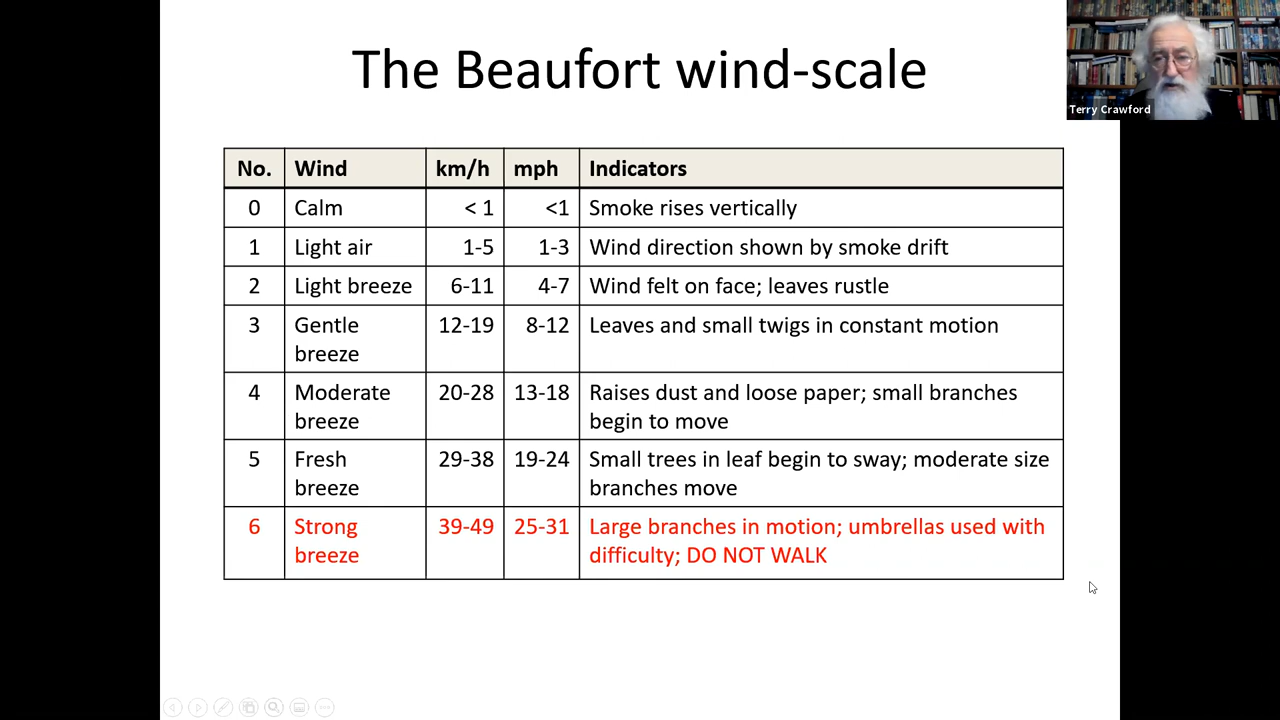 The Beaufort wind-scale
Terry Crawford
No. Wind km/h mph Indicators
0 Calm < 1 <1 Smoke rises vertically
1 Light air 1-5 1-3 Wind direction shown by smoke drift
2 Light breeze 6-11 4-7 Wind felt on face; leaves rustle
3 Gentle 12-19 8-12 Leaves and small twigs in constant motion
breeze
4 Moderate 20-28 13-18 Raises dust and loose paper; small branches
breeze begin to move
5 Fresh 29-38 19-24 Small trees in leaf begin to sway; moderate size
breeze branches move
6 Strong 39-49 25-31 Large branches in motion; umbrellas used with
breeze difficulty; DO NOT WALK